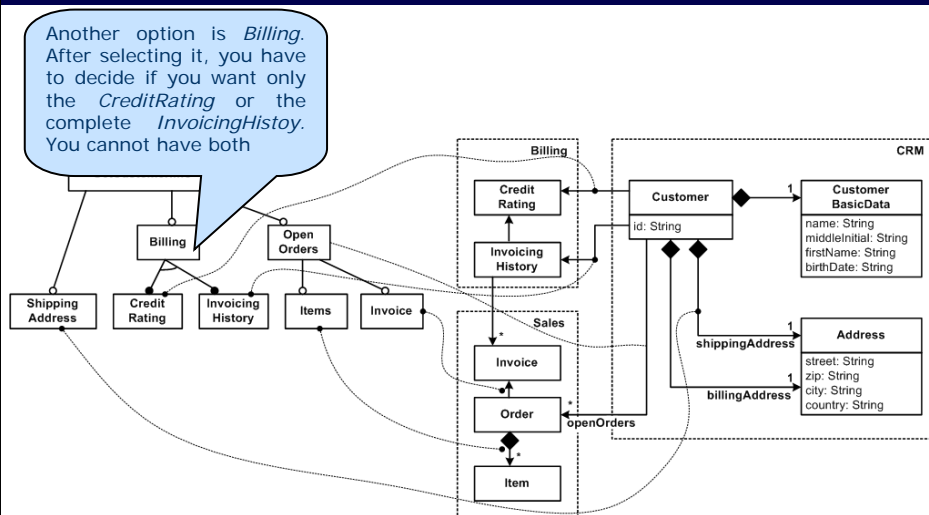 Another option is Billing.
After selecting it, you have
to decide if you want only
the CreditRating or the
complete InvoicingHistoy.
You cannot have both
Billing
Open
Orders
Shipping
Address
Credit
Rating
Invoicing
History
Items
Invoice
Billing
Credit
Rating
Invoicing
History
Sales
*
Invoice
Order
*
Item
CRM
Customer
id: String
1
Customer
BasicData
name: String
middleInitial: String
firstName: String
birthDate: String
1
shippingAddress
1
billingAddress
Address
street: String
zip: String
city: String
country: String
*
openOrders